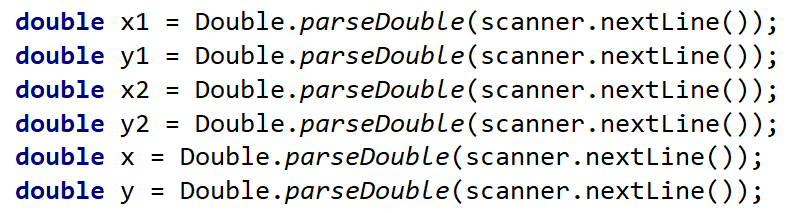 double x1 = Double.parseDouble(scanner.nextLine());
double y1 = Double.parseDouble(scanner.nextLine());
double x2 = Double.parseDouble(scanner.nextLine());
double y2 = Double.parseDouble(scanner.nextLine());
double x = Double.parseDouble(scanner.nextLine());
double y = Double.parseDouble(scanner.nextLine());